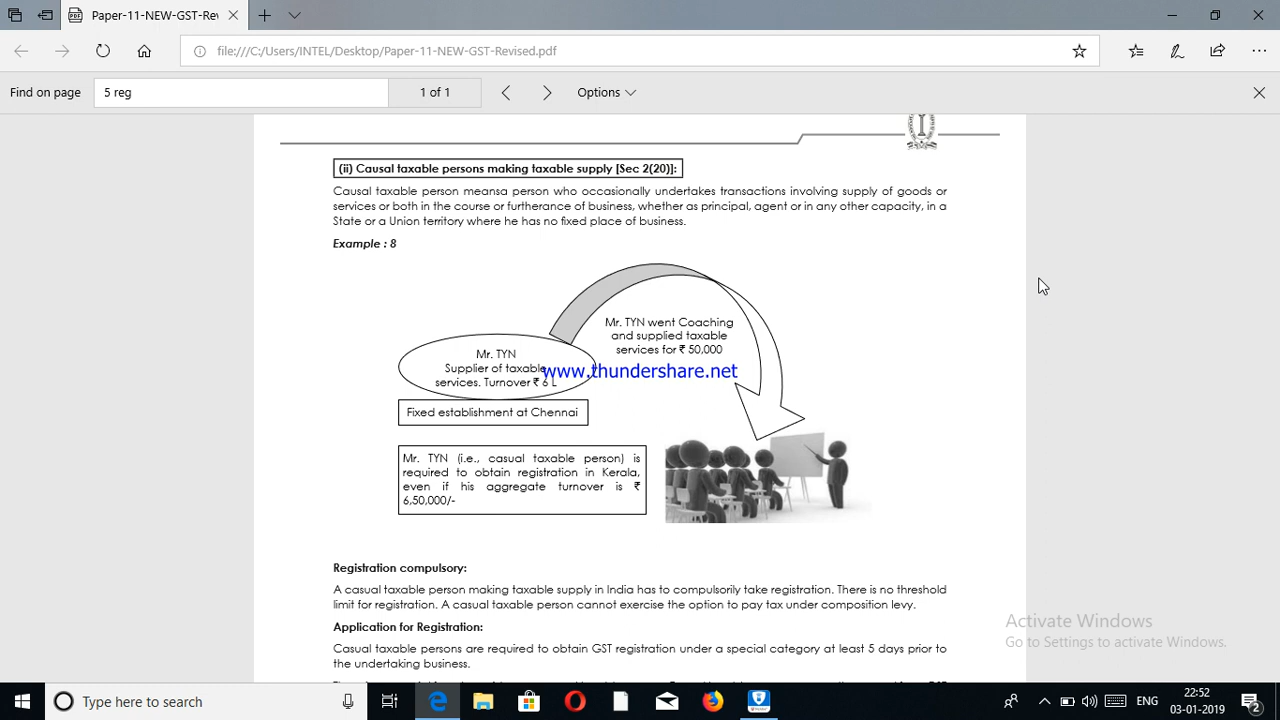 Paper-11-NEW-GST-Rev
file:///C:/Users/INTEL/Desktop/Paper-11-NEW-GST-Revised.pdf
Find on page
5 reg
1 of 1
Options
(ii) Causal taxable persons making taxable supply [Sec 2(20)]:
Causal taxable person meansa person who occasionally undertakes transactions involving supply of goods or
services or both in the course or furtherance of business, whether as principal, agent or in any other capacity, in a
State or a Union territory where he has no fixed place of business.
Example : 8
Mr. TYN went Coaching
and supplied taxable
services for ₹ 50,000
Mr. TYN
Supplier of taxable
services. Turnover ₹ 6 L
www.thundershare.net
Fixed establishment at Chennai
Mr. TYN (i.e., casual taxable person) is
required to obtain registration in Kerala,
even if his aggregate turnover is ₹
6,50,000/-
Registration compulsory:
A casual taxable person making taxable supply in India has to compulsorily take registration. There is no threshold
limit for registration. A casual taxable person cannot exercise the option to pay tax under composition levy.
Application for Registration:
Casual taxable persons are required to obtain GST registration under a special category at least 5 days prior to
the undertaking business.
Activate Windows
Go to Settings to activate Windows.
Type here to search
ENG
22:52
03-01-2019
2